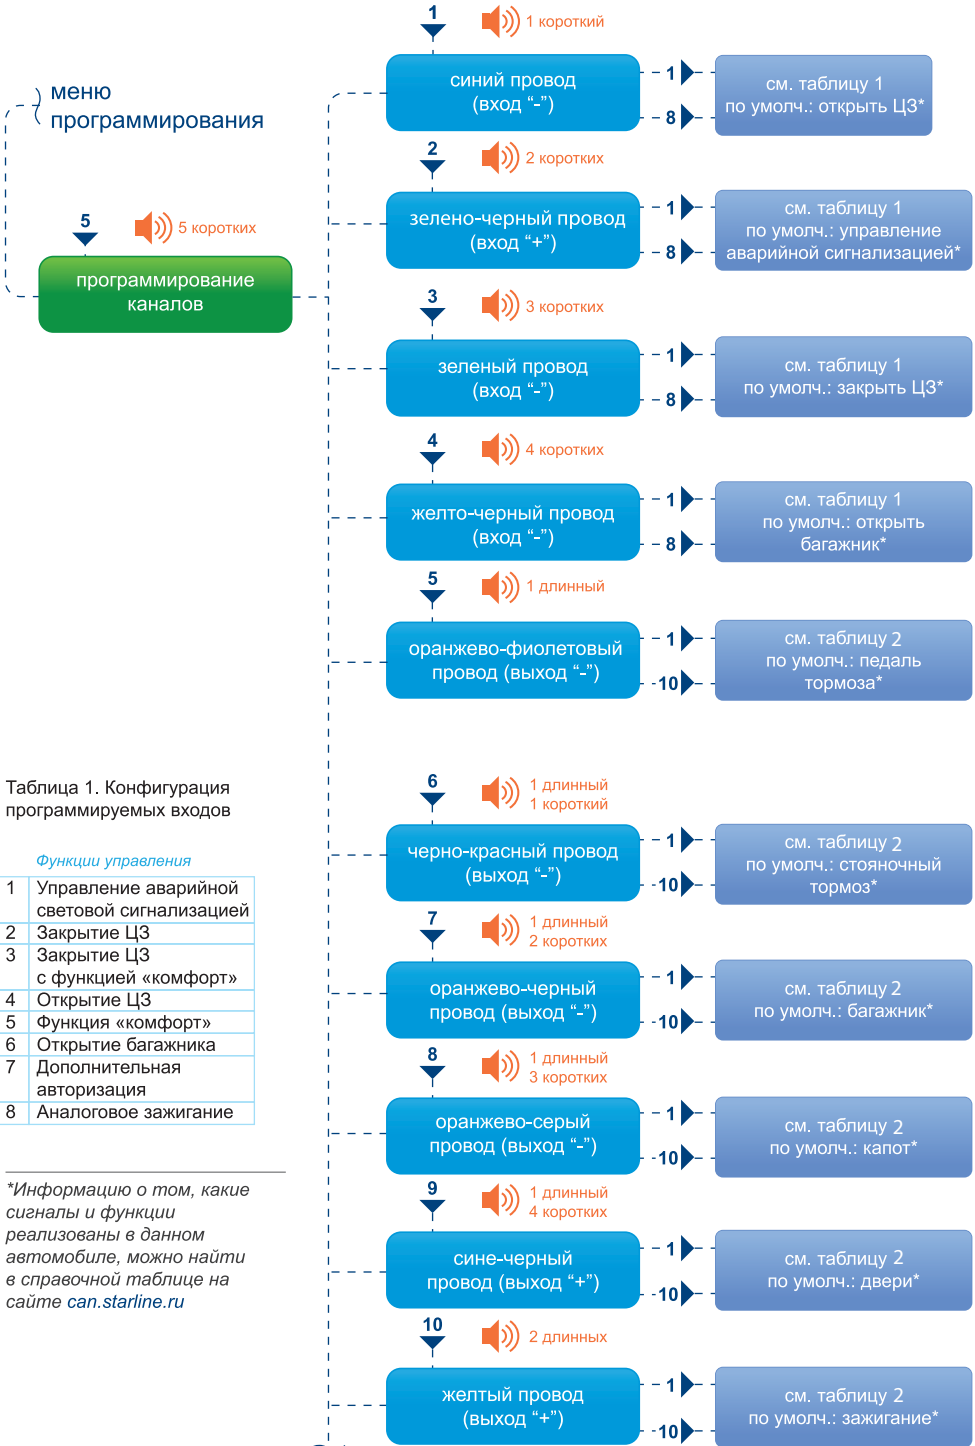 меню
программирования
5
5 коротких
программирование
каналов
1
1 короткий
синий провод
(вход “-”)
1
8
см. таблицу 1
по умолч.: открыть ЦЗ*
2
2 коротких
зелено-черный провод
(вход “+”)
1
8
см. таблицу 1
по умолч.: управление
аварийной сигнализацией*
3
3 коротких
зеленый провод
(вход “-”)
1
8
см. таблицу 1
по умолч.: закрыть ЦЗ*
4
4 коротких
желто-черный провод
(вход “-”)
1
8
см. таблицу 1
по умолч.: открыть
багажник*
5
1 длинный
оранжево-фиолетовый
провод (выход “-”)
1
10
см. таблицу 2
по умолч.: педаль
тормоза*
6
1 длинный
1 короткий
черно-красный провод
(выход “-”)
1
10
см. таблицу 2
по умолч.: стояночный
тормоз*
7
1 длинный
2 коротких
оранжево-черный
провод (выход “-”)
1
10
см. таблицу 2
по умолч.: багажник*
8
1 длинный
3 коротких
оранжево-серый
провод (выход “-”)
1
10
см. таблицу 2
по умолч.: капот*
9
1 длинный
4 коротких
сине-черный
провод (выход “+”)
1
10
см. таблицу 2
по умолч.: двери*
10
2 длинных
желтый провод
(выход “+”)
1
10
см. таблицу 2
по умолч.: зажигание*
Таблица 1. Конфигурация
программируемых входов
Функции управления
1 Управление аварийной
световой сигнализацией
2 Закрытие ЦЗ
3 Закрытие ЦЗ
с функцией «комфорт»
4 Открытие ЦЗ
5 Функция «комфорт»
6 Открытие багажника
7 Дополнительная
авторизация
8 Аналоговое зажигание
*Информацию о том, какие
сигналы и функции
реализованы в данном
автомобиле, можно найти
в справочной таблице на
сайте can.starline.ru